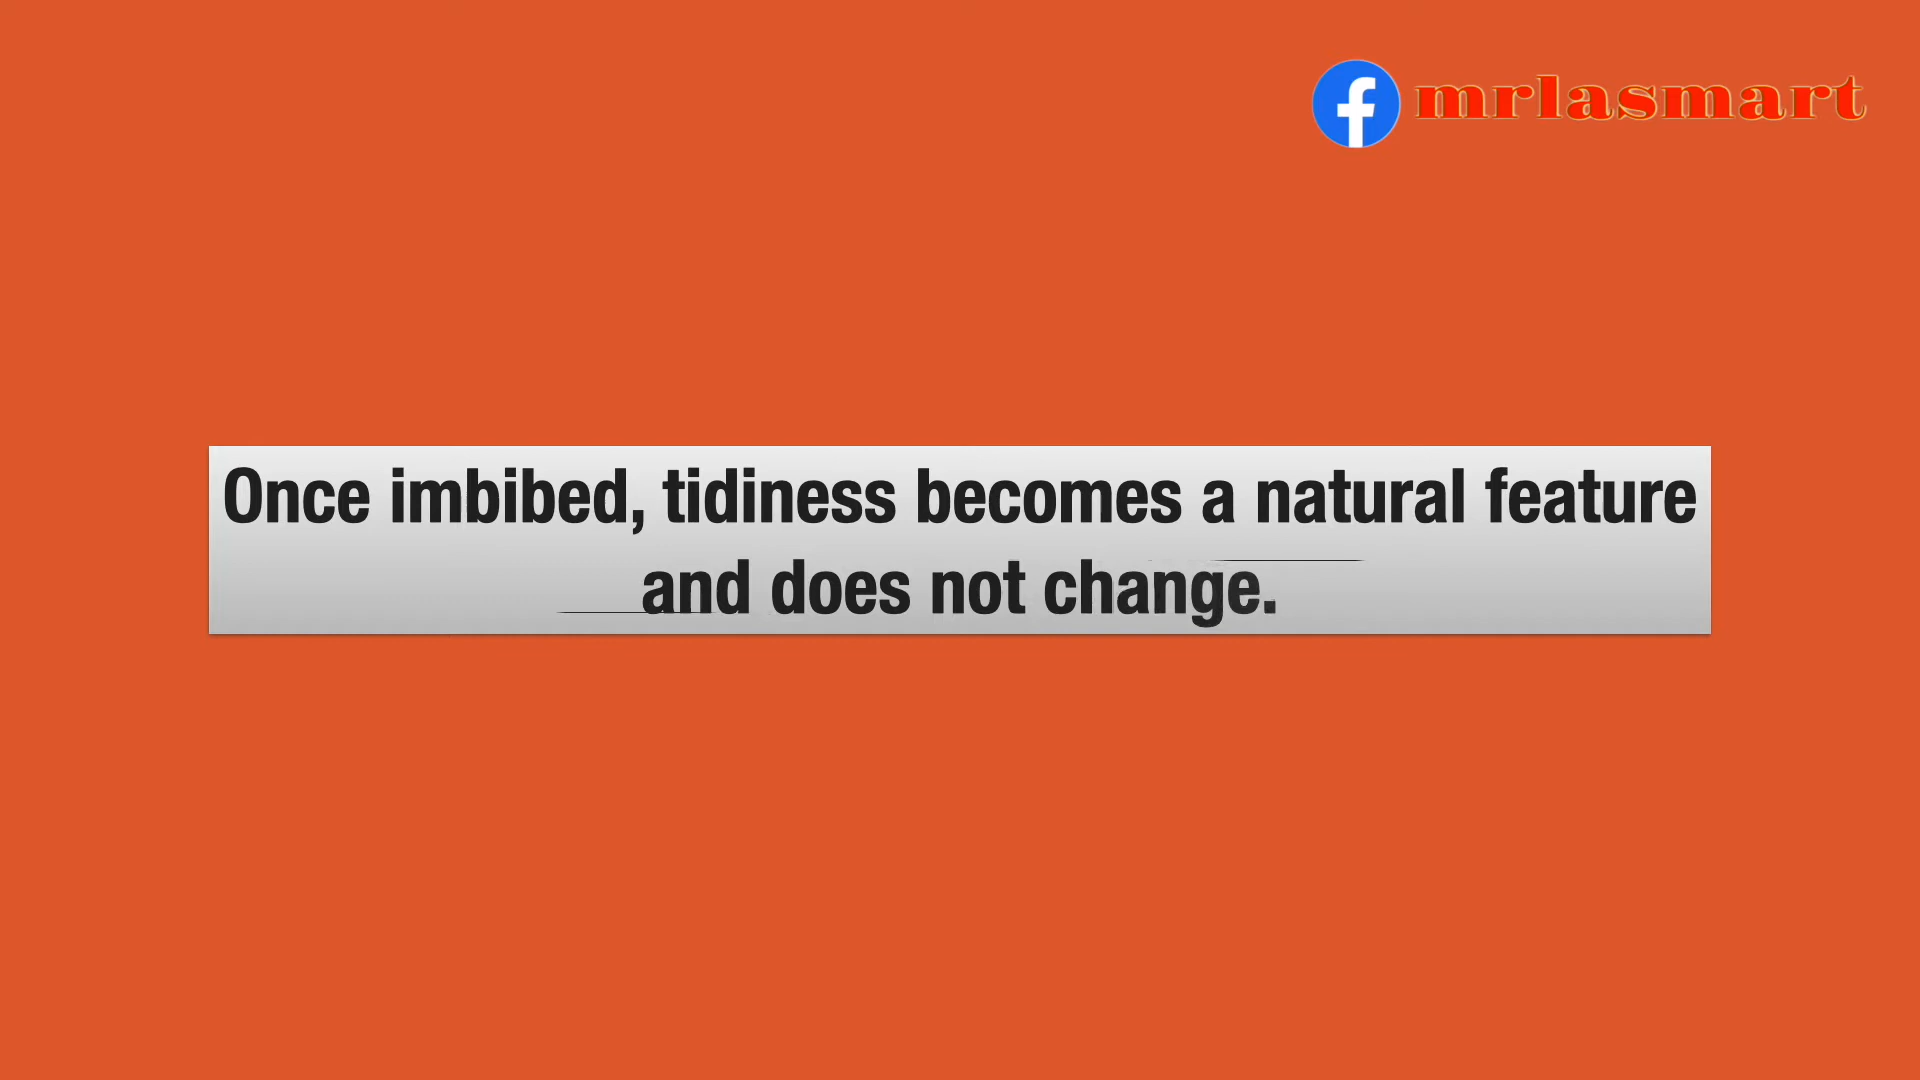 mrlasmart
Once imbibed, tidiness becomes a natural feature
and does not change.